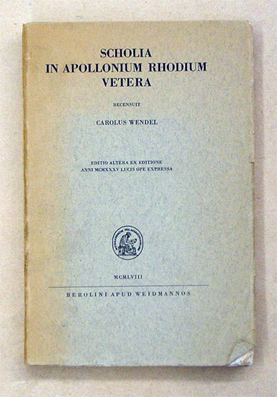 SCHOLIA
IN APOLLONIUM RHODIUM
VETERA
RECENSUIT
CAROLUS WENDEL
EDITIO ALTERA EX EDITIONE
ANNI MCMXXXV LUCIS OPE EXPRESSA
MCMLVIII
BEROLINI APUD WEIDMANNOS